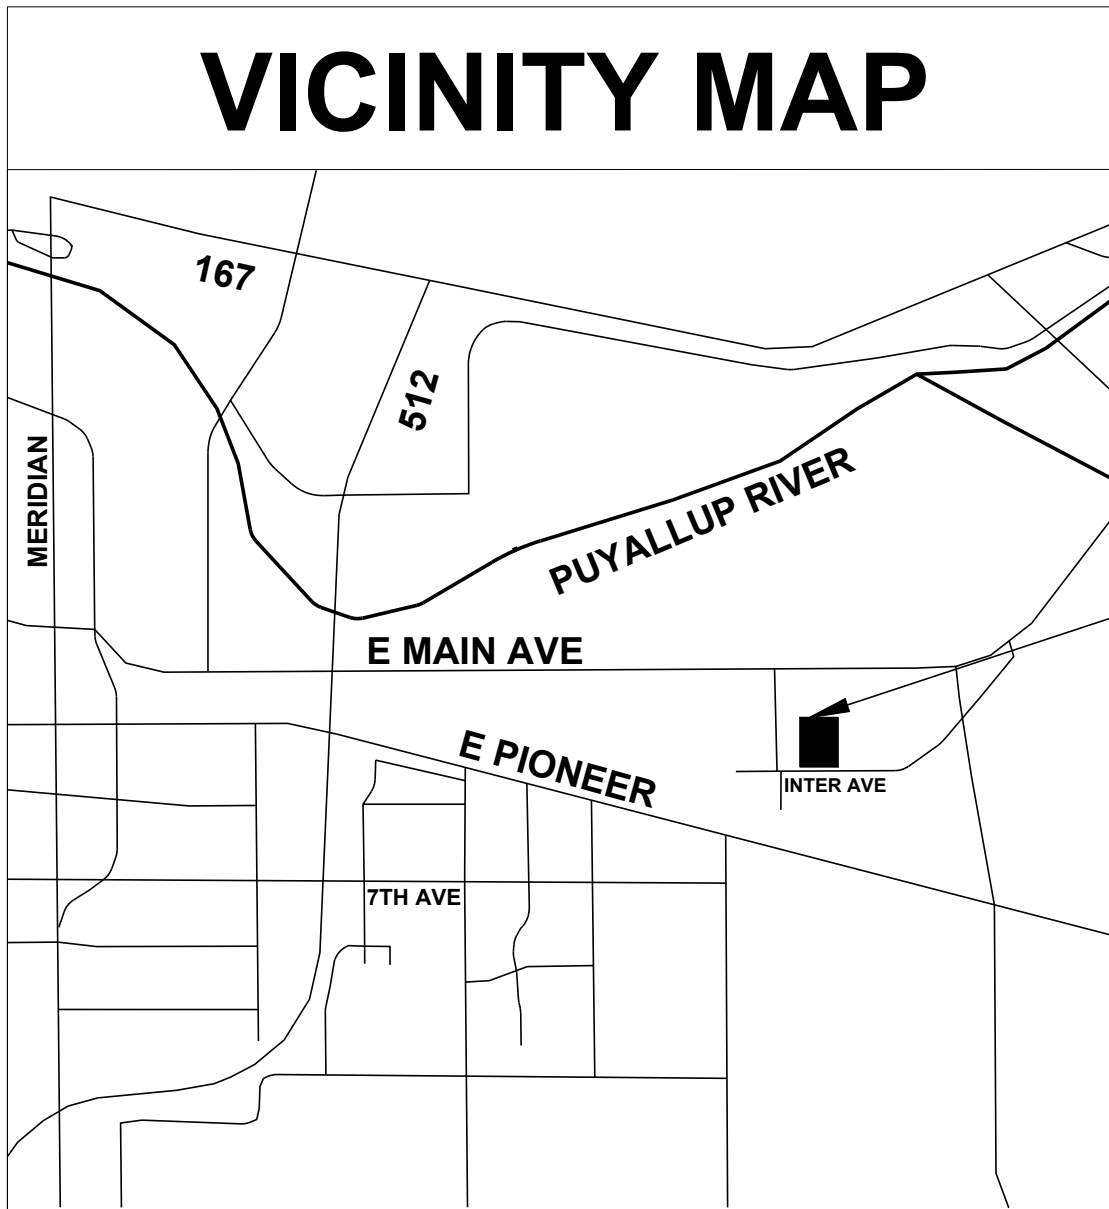 VICINITY MAP
167
512
MERIDIAN
PUYALLUP RIVER
E MAIN AVE
E PIONEER
INTER AVE
7TH AVE